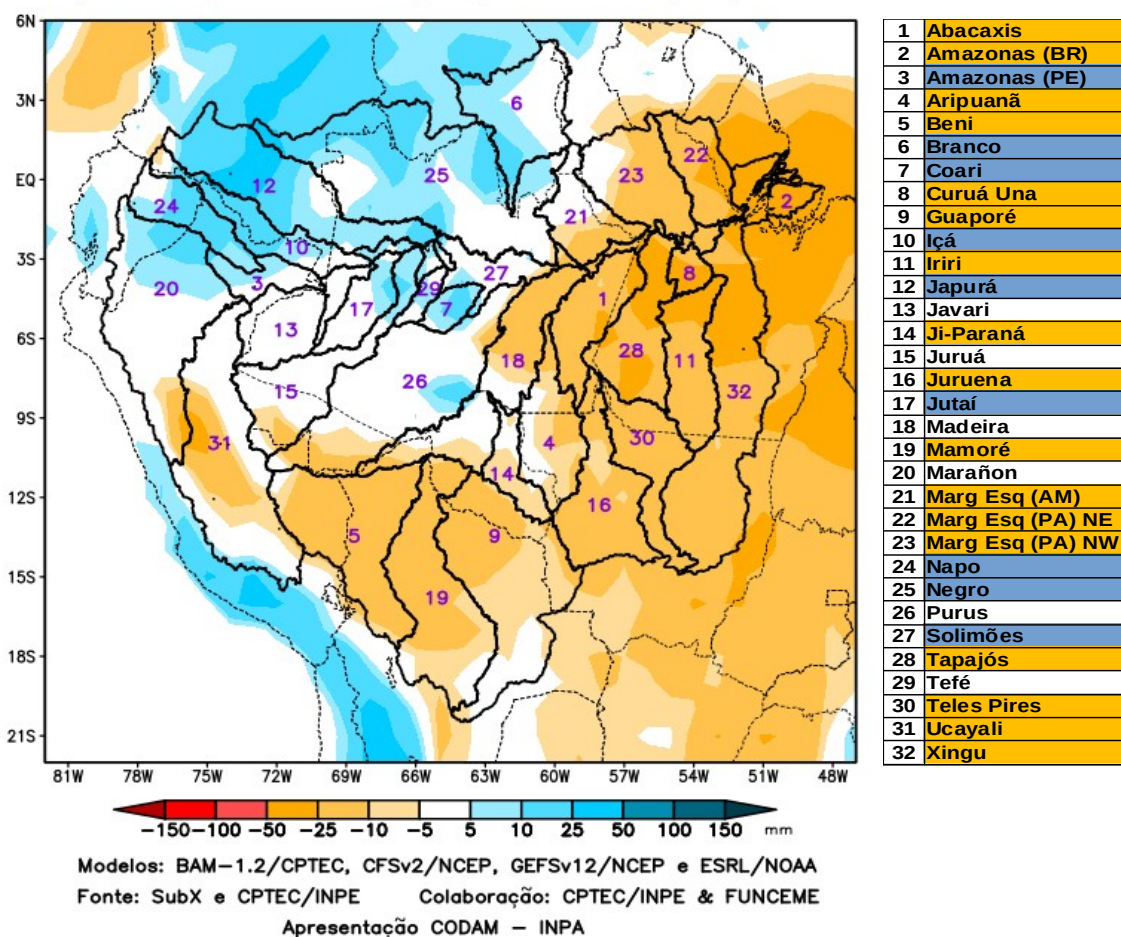 6N
3N
EQ
3S
6S
9S
12S
15S
18S
21S
81W 78W 75W 72W 69W 66W 63W 60W 57W 54W 51W 48W
6
12
25
23
22
2
24
21
10
27
3
20
29
8
7
17
1
13
18
28
11
26
15
32
31
4
30
14
16
5
9
19
−150 −100 −50 −25 −10 −5 5 10 25 50 100 150 mm
Modelos: BAM−1.2/CPTEC, CFSv2/NCEP, GEFSv12/NCEP e ESRL/NOAA
Fonte: SubX e CPTEC/INPE Colaboração: CPTEC/INPE & FUNCEME
Apresentação CODAM − INPA
1 Abacaxis
2 Amazonas (BR)
3 Amazonas (PE)
4 Aripuanã
5 Beni
6 Branco
7 Coari
8 Curuá Una
9 Guaporé
10 Içá
11 Iriri
12 Japurá
13 Javari
14 Ji-Paraná
15 Juruá
16 Juruena
17 Jutaí
18 Madeira
19 Mamoré
20 Marañon
21 Marg Esq (AM)
22 Marg Esq (PA) NE
23 Marg Esq (PA) NW
24 Napo
25 Negro
26 Purus
27 Solimões
28 Tapajós
29 Tefé
30 Teles Pires
31 Ucayali
32 Xingu